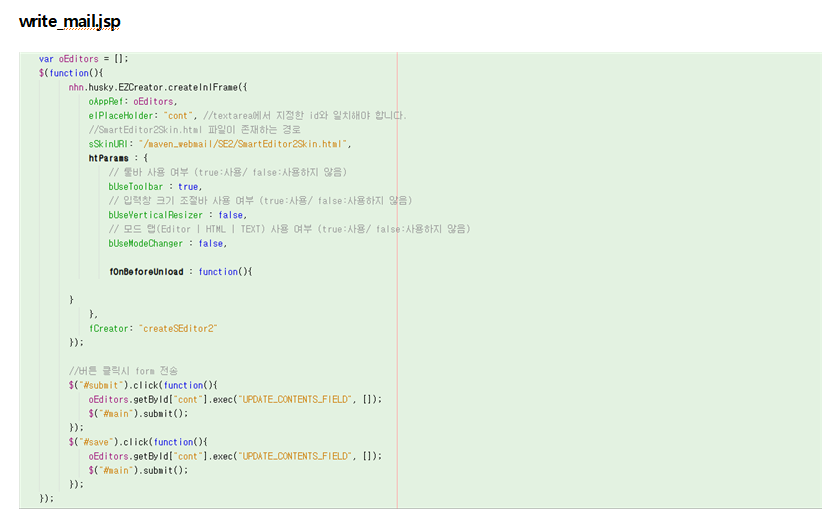 write_mail.jsp
var oEditors = [];
$(function(){
nhn.husky.EZCreator.createInIFrame({
oAppRef: oEditors,
elPlaceHolder: "cont", //textarea에서 지정한 id와 일치해야 합니다.
//SmartEditor2Skin.html 파일이 존재하는 경로
sSkinURI: "/maven_webmail/SE2/SmartEditor2Skin.html",
htParams : {
// 툴바 사용 여부 (true:사용/ false:사용하지 않음)
bUseToolbar : true,
// 입력창 크기 조절바 사용 여부 (true:사용/ false:사용하지 않음)
bUseVerticalResizer : false,
// 모드 탭(Editor | HTML | TEXT) 사용 여부 (true:사용/ false:사용하지 않음)
bUseModeChanger : false,
fOnBeforeUnload : function(){
}
},
fCreator: "createSEditor2"
});
//버튼 클릭시 form 전송
$("#submit").click(function(){
oEditors.getById["cont"].exec("UPDATE_CONTENTS_FIELD", []);
$("#main").submit();
});
$("#save").click(function(){
oEditors.getById["cont"].exec("UPDATE_CONTENTS_FIELD", []);
$("#main").submit();
});
});